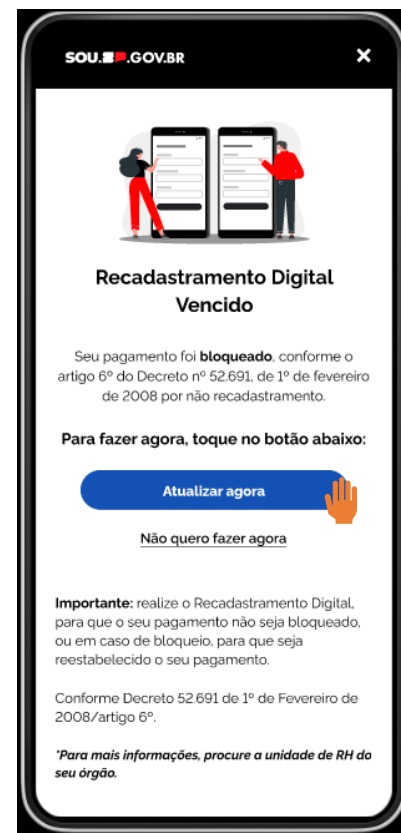 SOU.SP.GOV.BR
Recadastramento Digital
Vencido
Seu pagamento foi bloqueado, conforme o
artigo 6º do Decreto nº 52.691, de 1º de fevereiro
de 2008 por não recadastramento.
Para fazer agora, toque no botão abaixo:
Atualizar agora
Não quero fazer agora
Importante: realize o Recadastramento Digital,
para que o seu pagamento não seja bloqueado,
ou em caso de bloqueio, para que seja
reestabelecido o seu pagamento.
Conforme Decreto 52.691 de 1º de Fevereiro de
2008/artigo 6º.
*Para mais informações, procure a unidade de RH do
seu órgão.